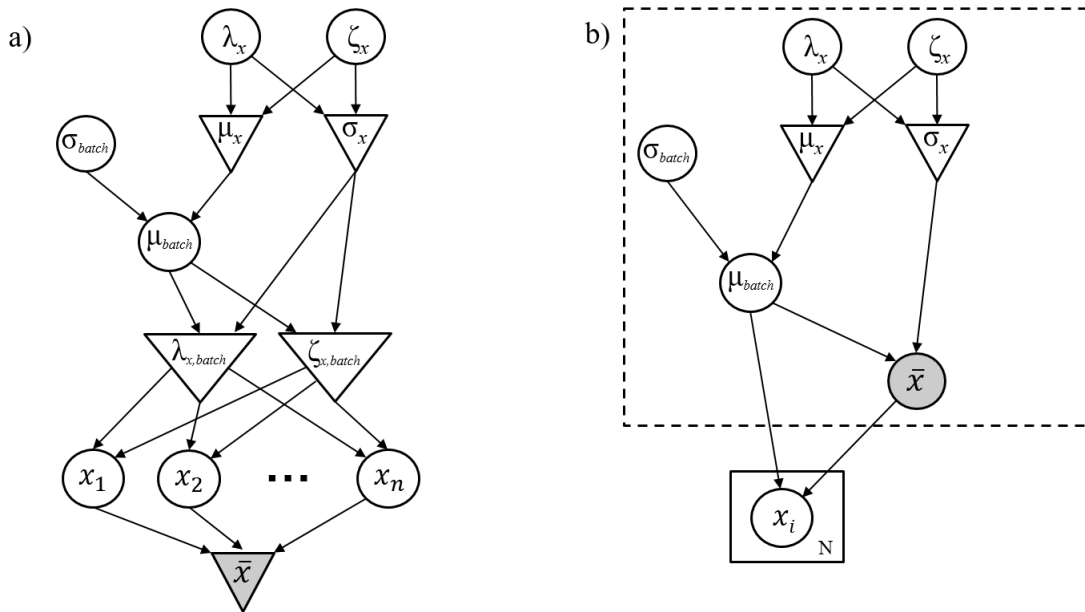 a)
λx
ζx
μx
σx
σbatch
μbatch
λx,batch
ζx,batch
x1
x2
...
xn
x̄
b)
λx
ζx
μx
σx
σbatch
μbatch
x̄
xi
N